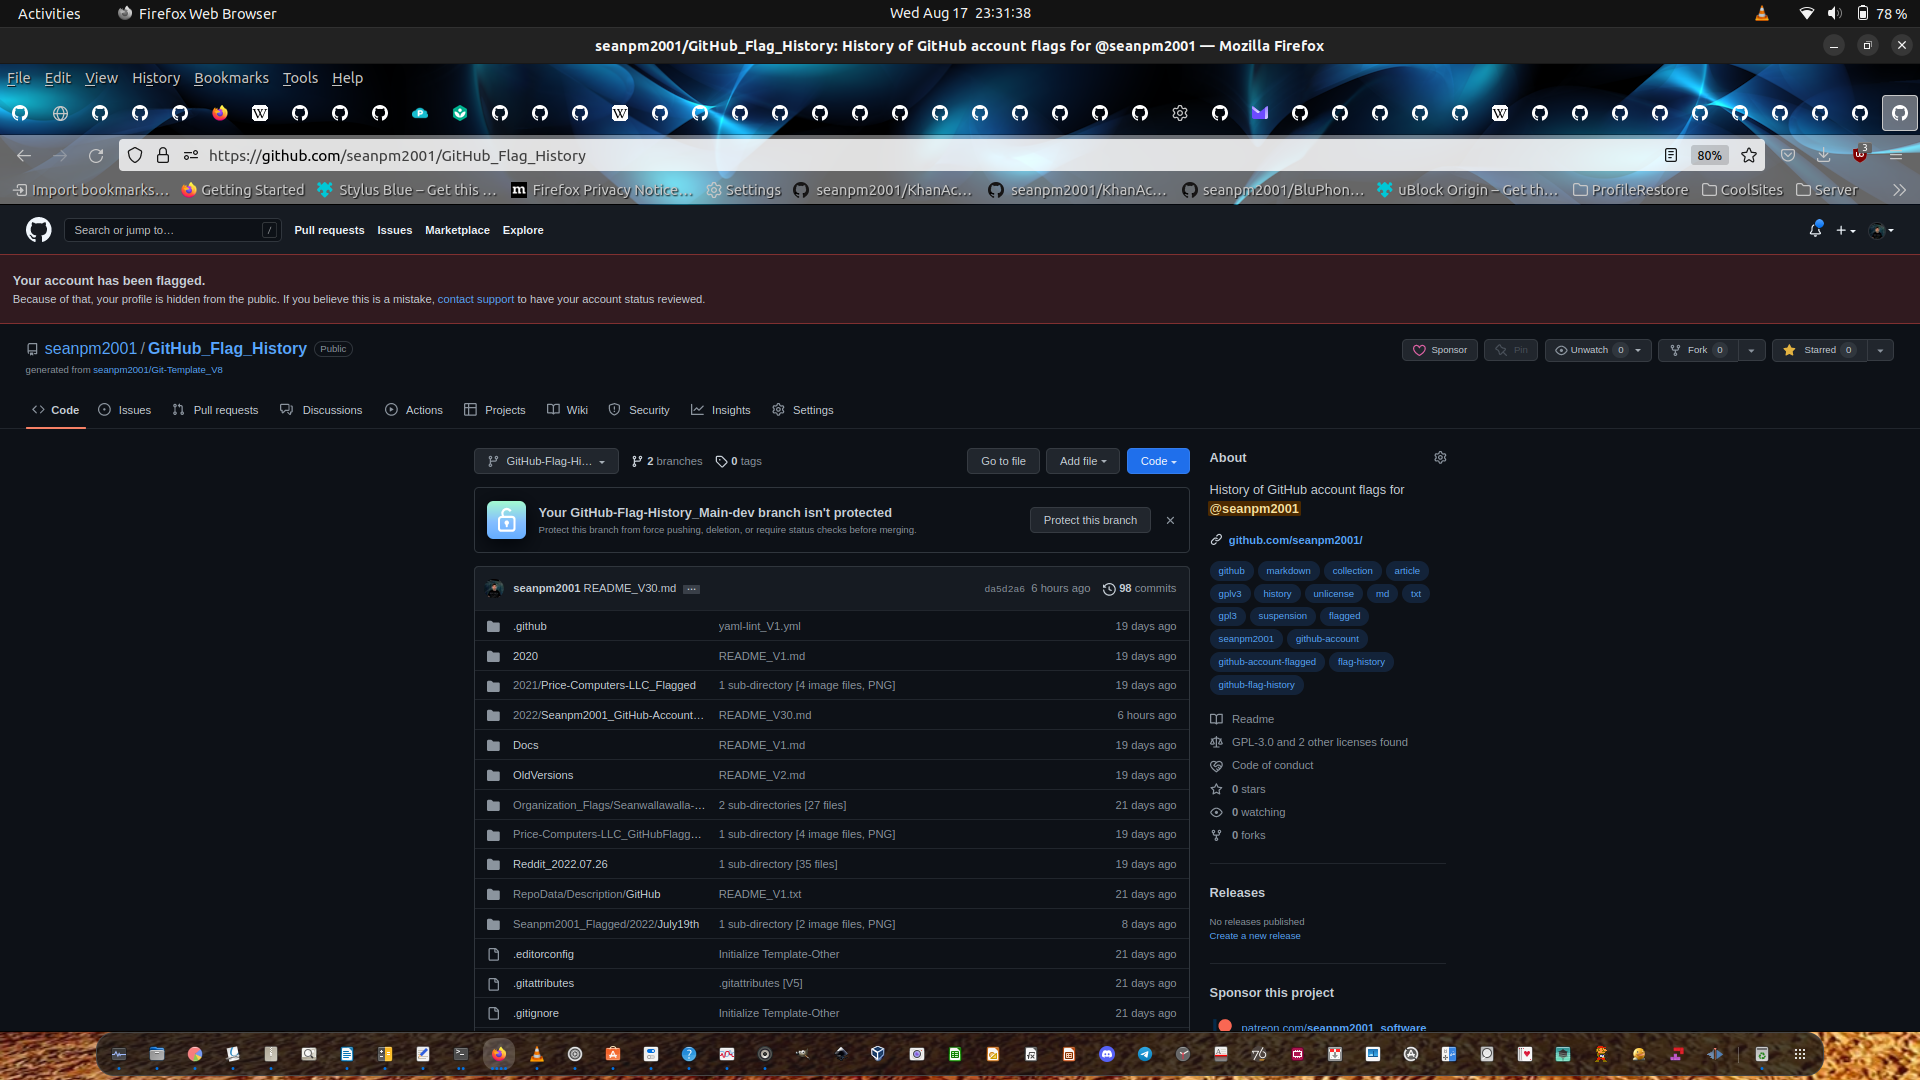 Activities
Firefox Web Browser
Wed Aug 17 23:31:38
78 %
seanpm2001/GitHub_Flag_History: History of GitHub account flags for @seanpm2001 — Mozilla Firefox
File Edit View History Bookmarks Tools Help
https://github.com/seanpm2001/GitHub_Flag_History
80%
3
Import bookmarks…
Getting Started
Stylus Blue – Get this …
Firefox Privacy Notice…
Settings
seanpm2001/KhanAc…
seanpm2001/KhanAc…
seanpm2001/BluPhon…
uBlock Origin – Get th…
ProfileRestore
CoolSites
Server
Search or jump to…
/
Pull requests
Issues
Marketplace
Explore
Your account has been flagged.
Because of that, your profile is hidden from the public. If you believe this is a mistake, contact support to have your account status reviewed.
seanpm2001 / GitHub_Flag_History
Public
generated from seanpm2001/Git-Template_V8
Sponsor
Pin
Unwatch 0
Fork 0
Starred 0
Code
Issues
Pull requests
Discussions
Actions
Projects
Wiki
Security
Insights
Settings
GitHub-Flag-Hi…
2 branches
0 tags
Go to file
Add file
Code
Your GitHub-Flag-History_Main-dev branch isn't protected
Protect this branch from force pushing, deletion, or require status checks before merging.
Protect this branch
seanpm2001 README_V30.md …
da5d2a6 6 hours ago
98 commits
.github yaml-lint_V1.yml 19 days ago
2020 README_V1.md 19 days ago
2021/Price-Computers-LLC_Flagged 1 sub-directory [4 image files, PNG] 19 days ago
2022/Seanpm2001_GitHub-Account… README_V30.md 6 hours ago
Docs README_V1.md 19 days ago
OldVersions README_V2.md 19 days ago
Organization_Flags/Seanwallawalla-… 2 sub-directories [27 files] 21 days ago
Price-Computers-LLC_GitHubFlagg… 1 sub-directory [4 image files, PNG] 19 days ago
Reddit_2022.07.26 1 sub-directory [35 files] 19 days ago
RepoData/Description/GitHub README_V1.txt 21 days ago
Seanpm2001_Flagged/2022/July19th 1 sub-directory [2 image files, PNG] 8 days ago
.editorconfig Initialize Template-Other 21 days ago
.gitattributes .gitattributes [V5] 21 days ago
.gitignore Initialize Template-Other 21 days ago
About
History of GitHub account flags for
@seanpm2001
github.com/seanpm2001/
github markdown collection article
gplv3 history unlicense md txt
gpl3 suspension flagged
seanpm2001 github-account
github-account-flagged flag-history
github-flag-history
Readme
GPL-3.0 and 2 other licenses found
Code of conduct
0 stars
0 watching
0 forks
Releases
No releases published
Create a new release
Sponsor this project
patreon.com/seanpm2001_software